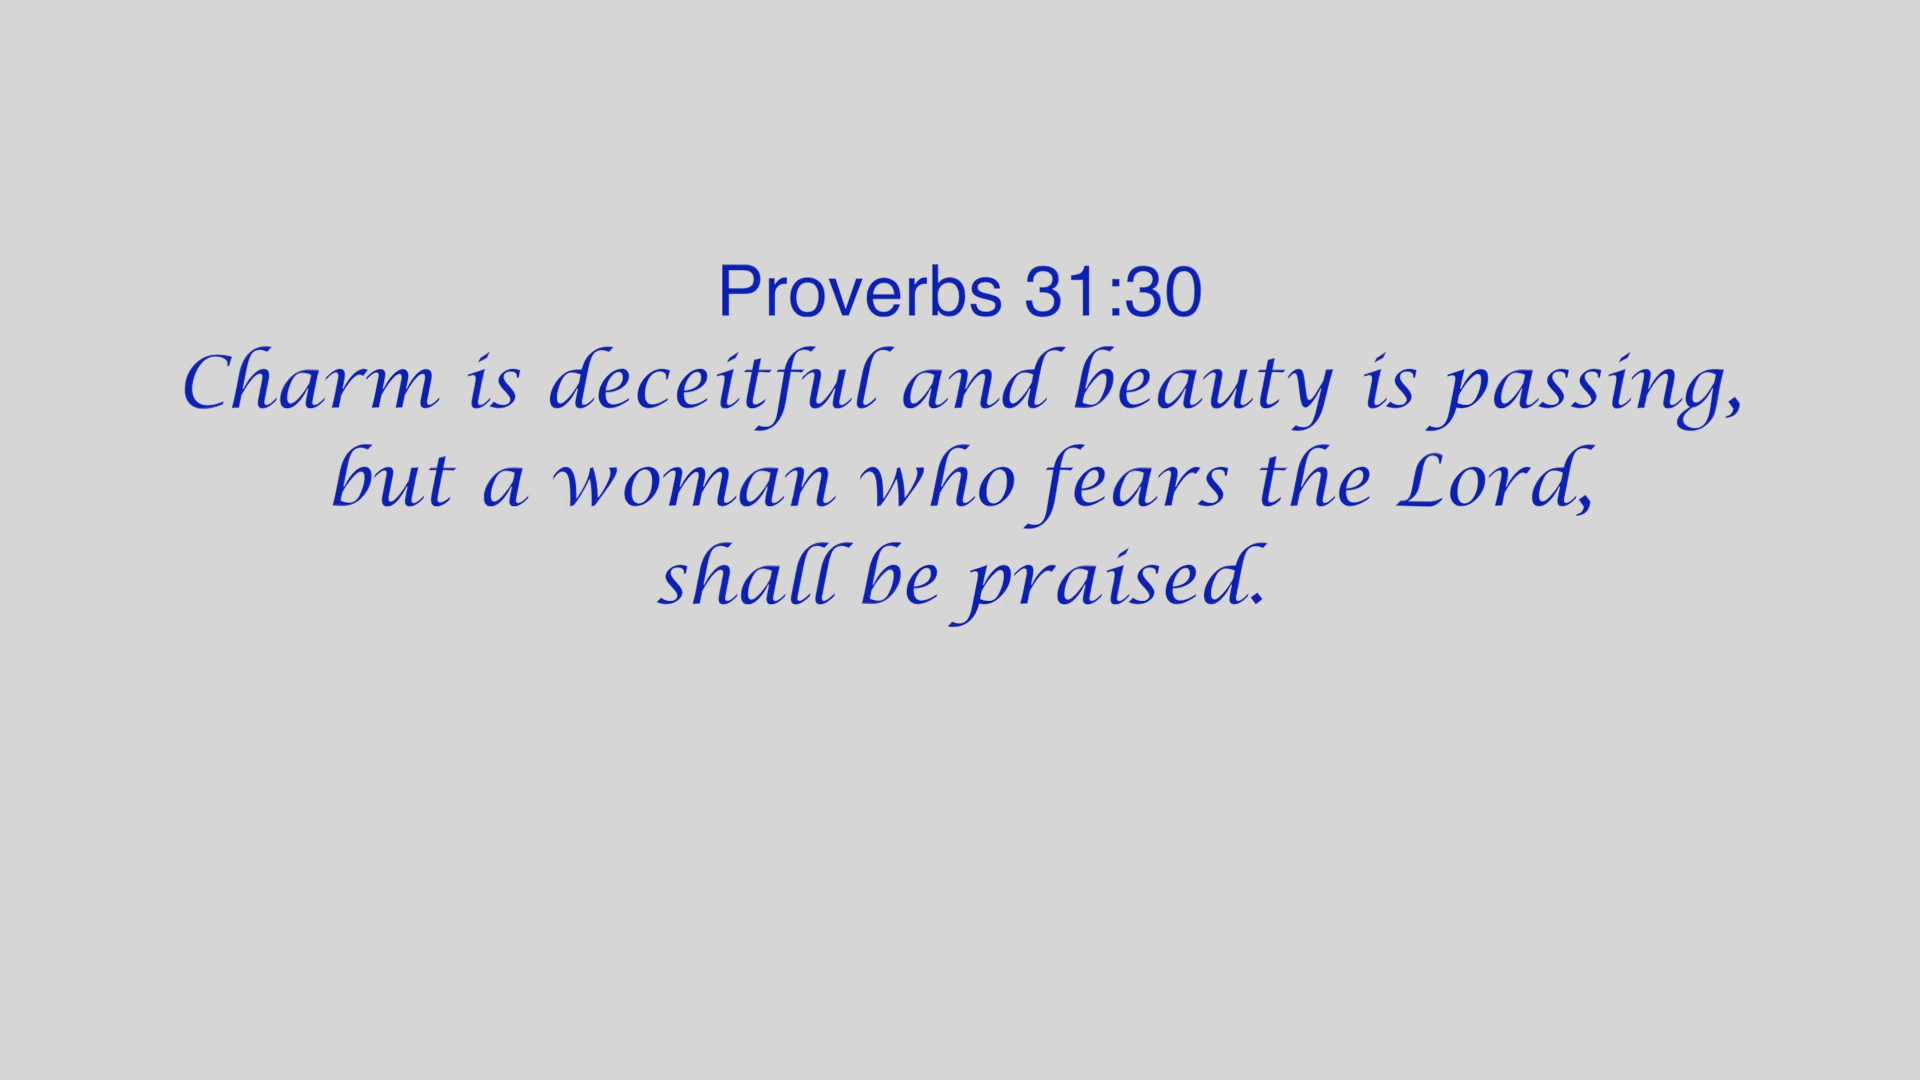 Proverbs 31:30
Charm is deceitful and beauty is passing,
but a woman who fears the Lord,
shall be praised.